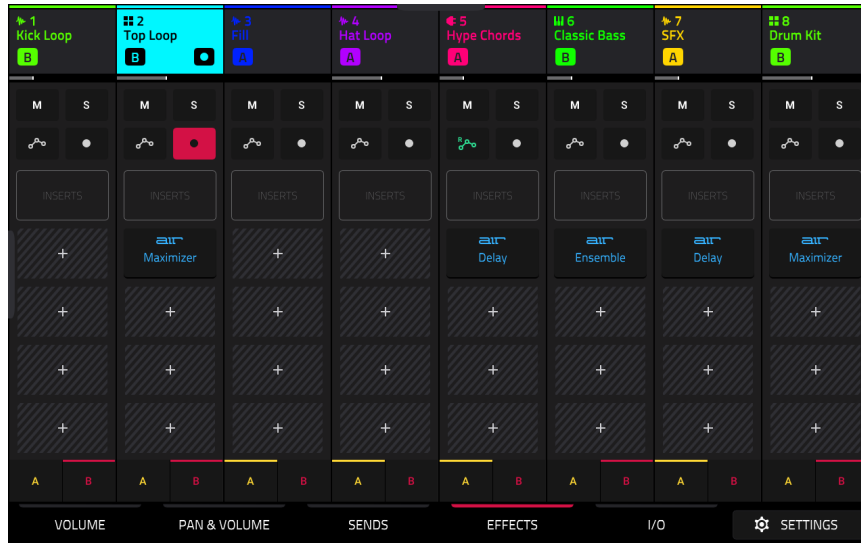 1 2 3 4 5 6 7 8
Kick Loop Top Loop Fill Hat Loop Hype Chords Classic Bass SFX Drum Kit
B B A A A B A B
M S M S M S M S M S M S M S M S
R
INSERTS INSERTS INSERTS INSERTS INSERTS INSERTS INSERTS INSERTS
+ air + + air air air air
Maximizer Delay Ensemble Delay Maximizer
+ + + + + + + +
+ + + + + + + +
+ + + + + + + +
A B A B A B A B A B A B A B A B
VOLUME PAN & VOLUME SENDS EFFECTS I/O SETTINGS